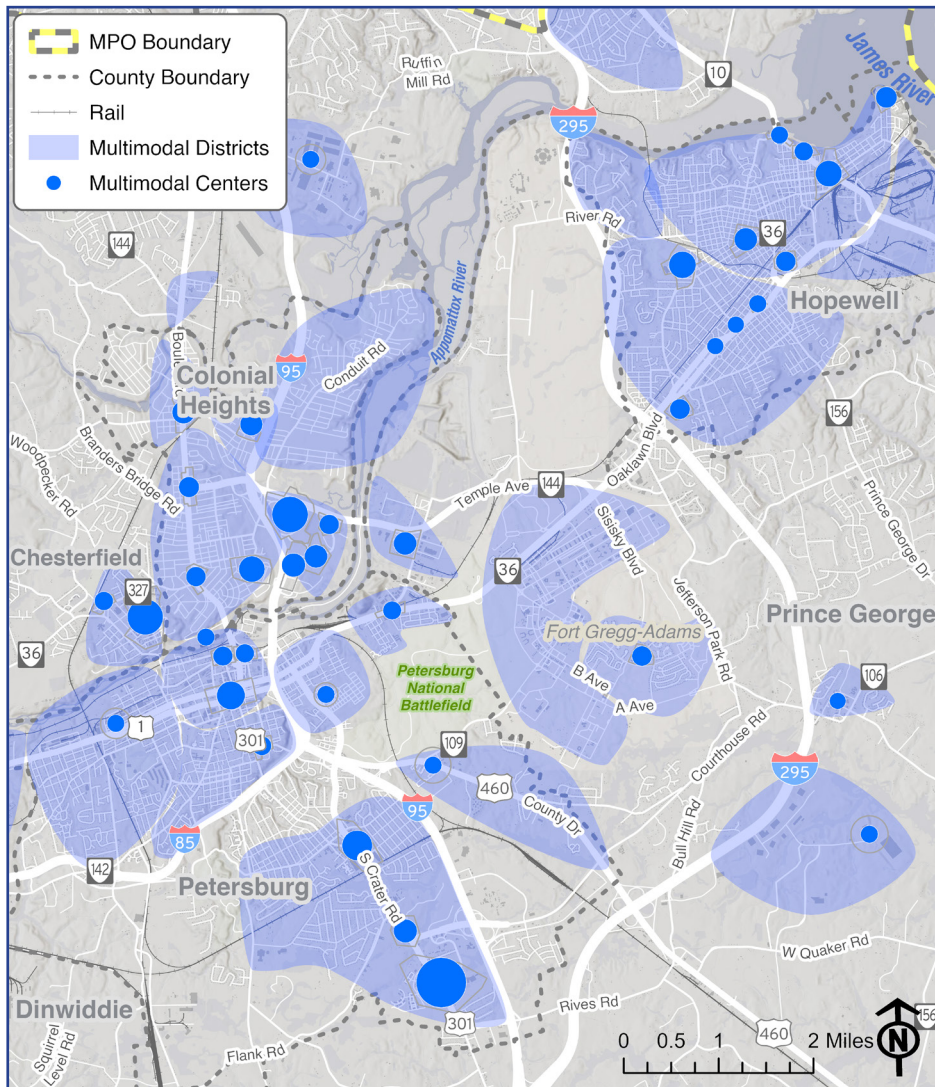 MPO Boundary
County Boundary
Rail
Multimodal Districts
Multimodal Centers
Ruffin
Mill Rd
10
James River
295
144
River Rd
36
Hopewell
Appomattox River
95
Conduit Rd
Colonial
Heights
156
Woodpecker Rd
Branders Bridge Rd
Oaklawn Blvd
Temple Ave
144
Prince George Dr
Sisisky Blvd
Chesterfield
327
36
36
Jefferson Park Rd
Prince George
Fort Gregg-Adams
Petersburg
National
Battlefield
B Ave
A Ave
106
1
301
109
Courthouse Rd
295
460
County Dr
95
85
Bull Hill Rd
142
Petersburg
S Crater Rd
W Quaker Rd
Dinwiddie
Rives Rd
301
156
460
Squirrel
Level Rd
Flank Rd
0 0.5 1 2 Miles
N